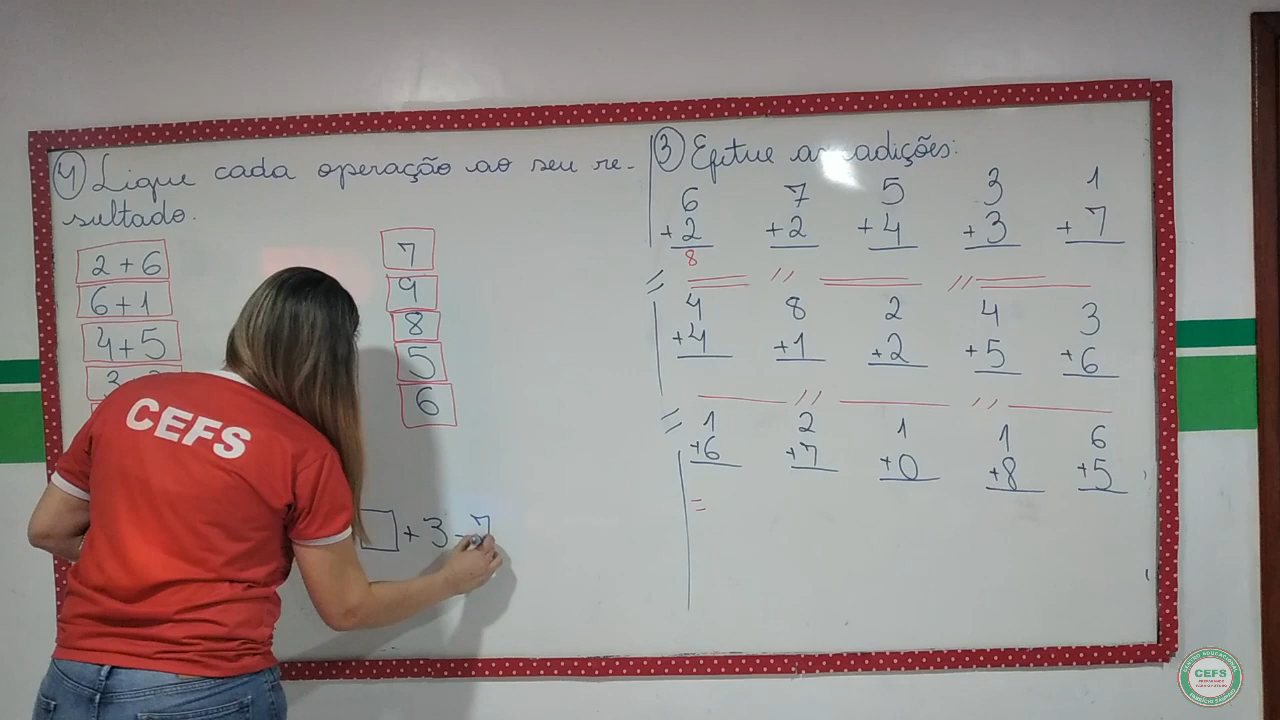 4) Ligue cada operação ao seu re-
sultado.
2 + 6
6 + 1
4 + 5
7
9
8
5
6
+ 3 = 7
3) Efetue as adições:
6 7 5 3 1
+2 +2 +4 +3 +7
8
4 8 2 4 3
+4 +1 +2 +5 +6
1 2 1 1 6
+6 +7 +0 +8 +5
CEFS
CEFS